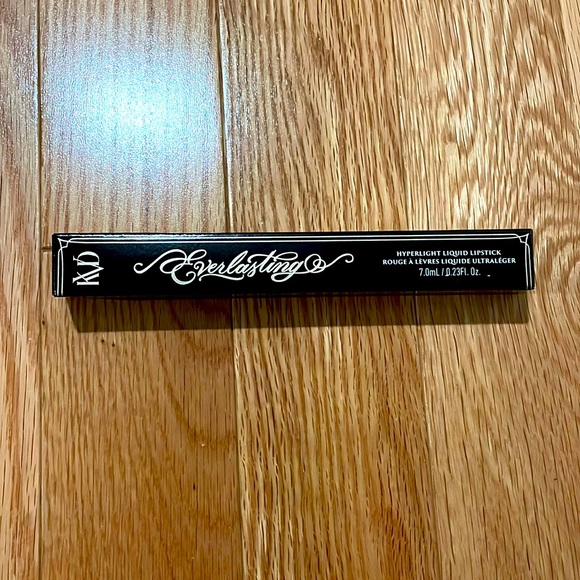 KVD
Everlasting
HYPERLIGHT LIQUID LIPSTICK
ROUGE À LÈVRES LIQUIDE ULTRALÉGER
7.0mL / 0.23Fl. Oz.